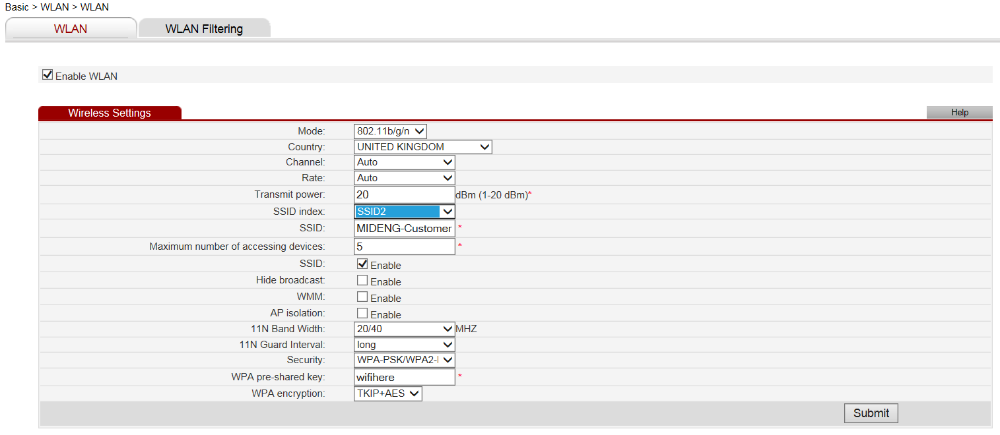 Basic > WLAN > WLAN
WLAN WLAN Filtering
Enable WLAN
Wireless Settings Help
Mode: 802.11b/g/n
Country: UNITED KINGDOM
Channel: Auto
Rate: Auto
Transmit power: 20 dBm (1-20 dBm)*
SSID index: SSID2
SSID: MIDENG-Customer *
Maximum number of accessing devices: 5 *
SSID: Enable
Hide broadcast: Enable
WMM: Enable
AP isolation: Enable
11N Band Width: 20/40 MHZ
11N Guard Interval: long
Security: WPA-PSK/WPA2-
WPA pre-shared key: wifihere *
WPA encryption: TKIP+AES
Submit